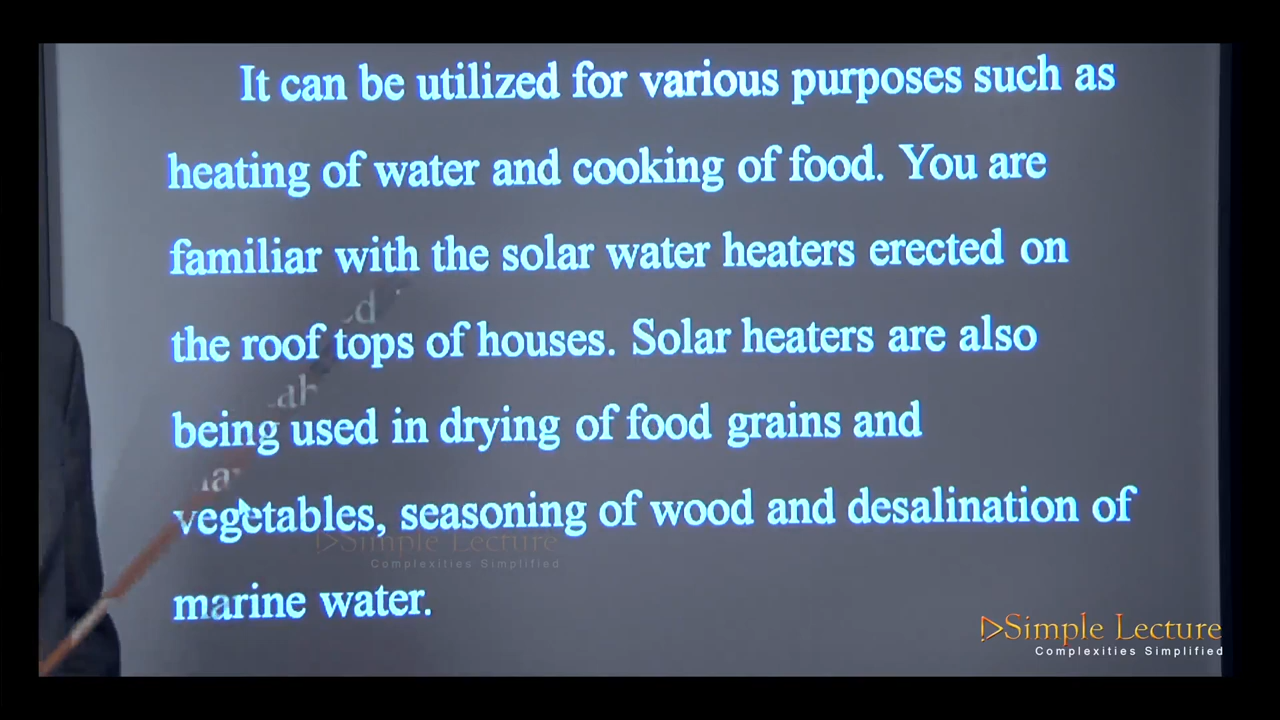 It can be utilized for various purposes such as
heating of water and cooking of food. You are
familiar with the solar water heaters erected on
the roof tops of houses. Solar heaters are also
being used in drying of food grains and
vegetables, seasoning of wood and desalination of
marine water.
Simple Lecture
Complexities Simplified
Simple Lecture
Complexities Simplified